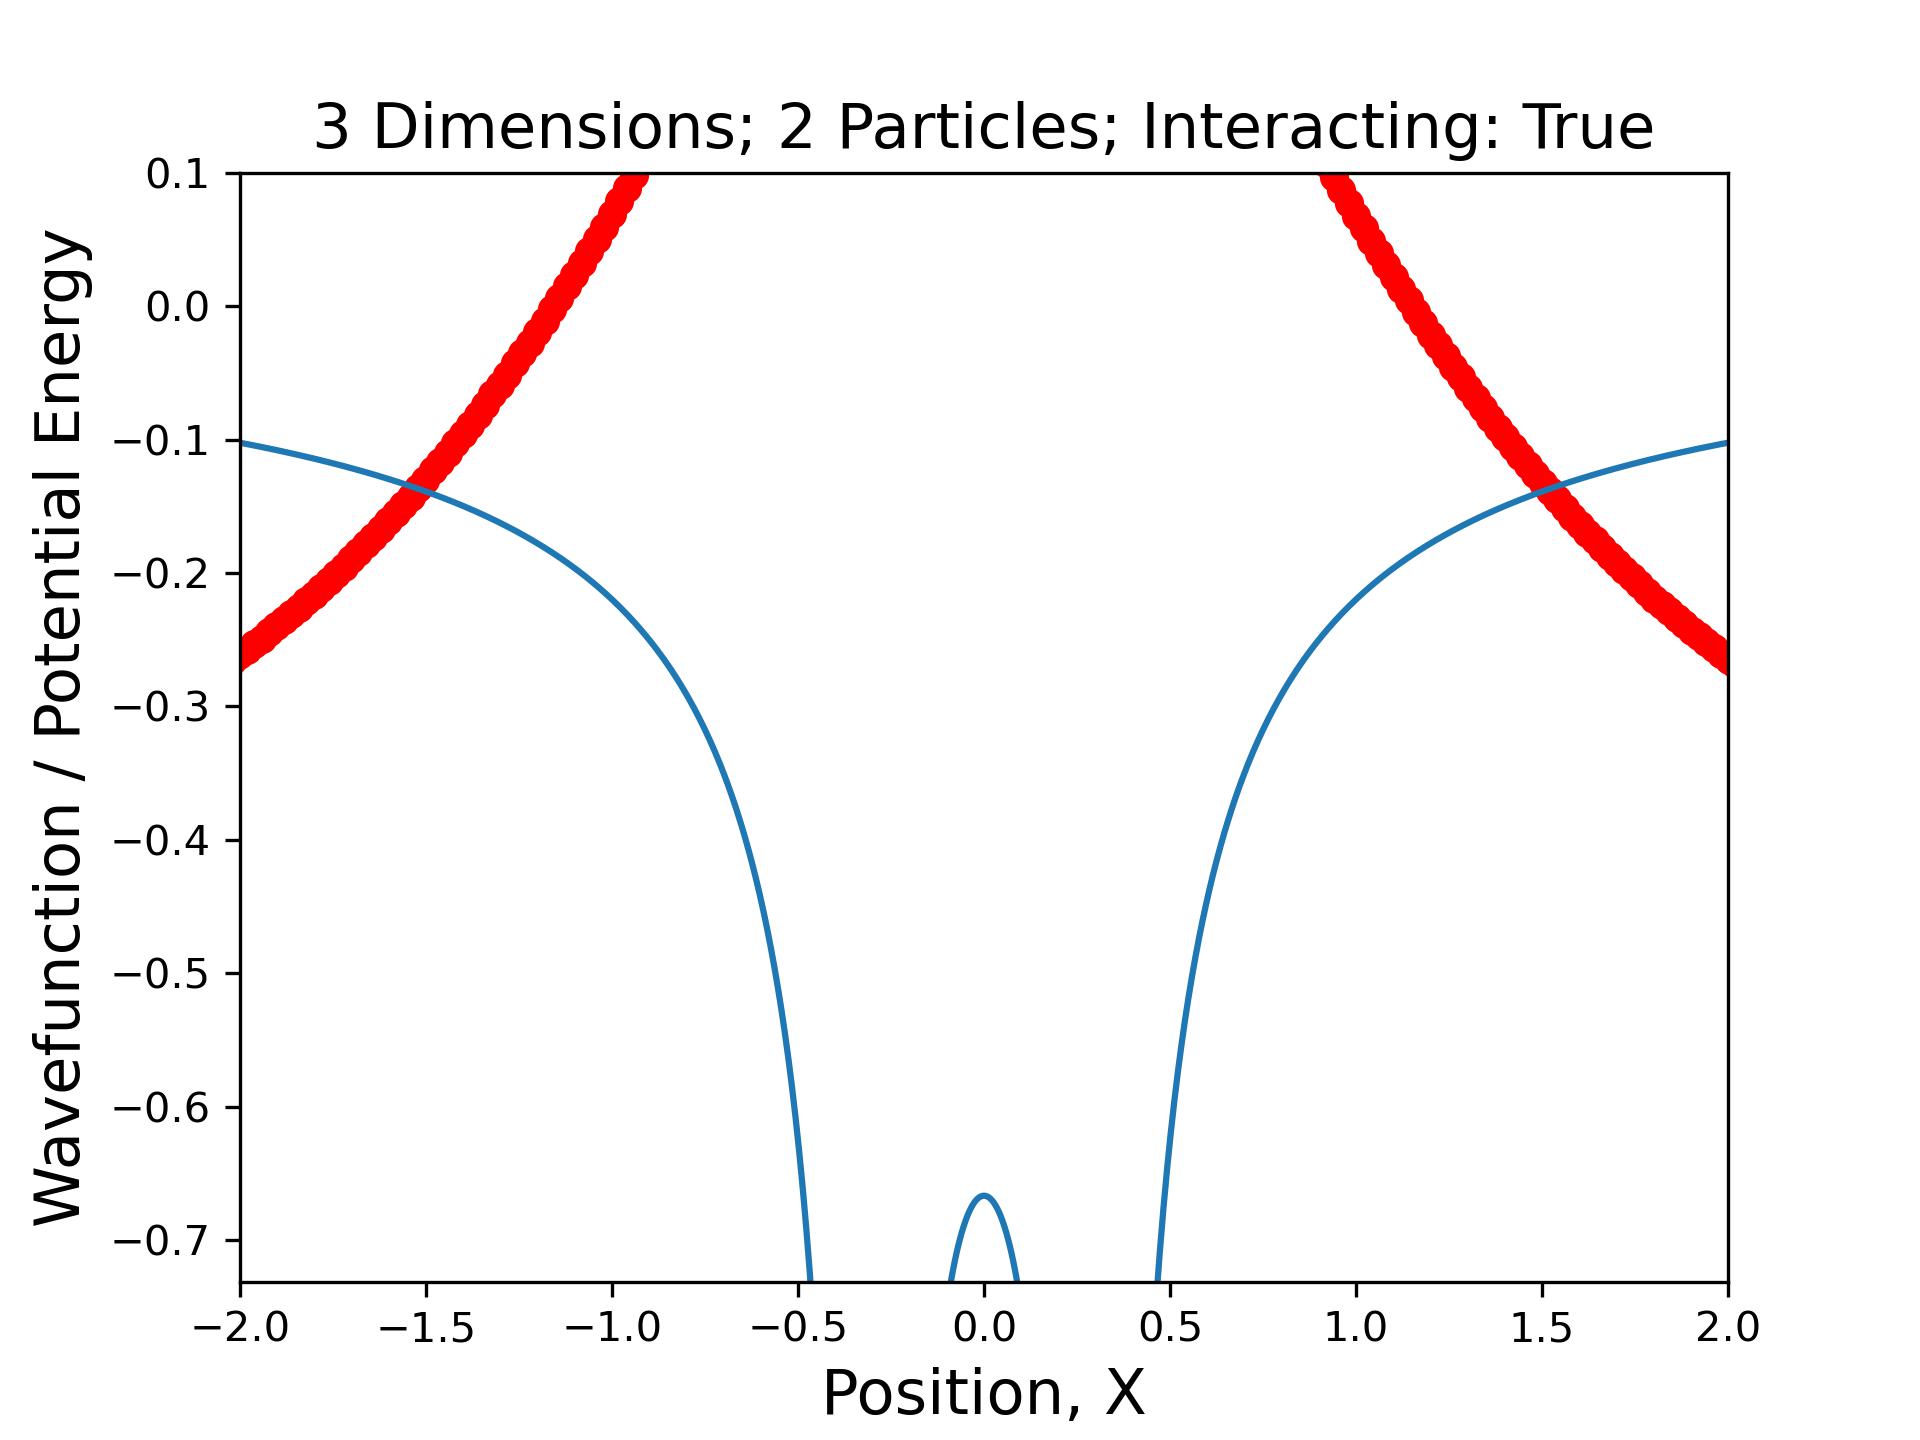 3 Dimensions; 2 Particles; Interacting: True
0.1
0.0
−0.1
−0.2
−0.3
−0.4
−0.5
−0.6
−0.7
Wavefunction / Potential Energy
−2.0 −1.5 −1.0 −0.5 0.0 0.5 1.0 1.5 2.0
Position, X